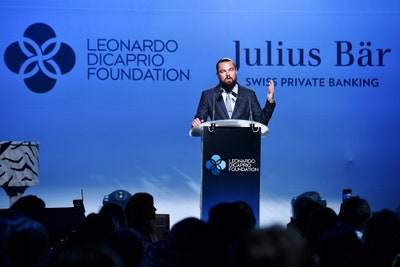 LEONARDO
DICAPRIO
FOUNDATION
Julius Bär
SWISS PRIVATE BANKING
LEONARDO
DICAPRIO
FOUNDATION